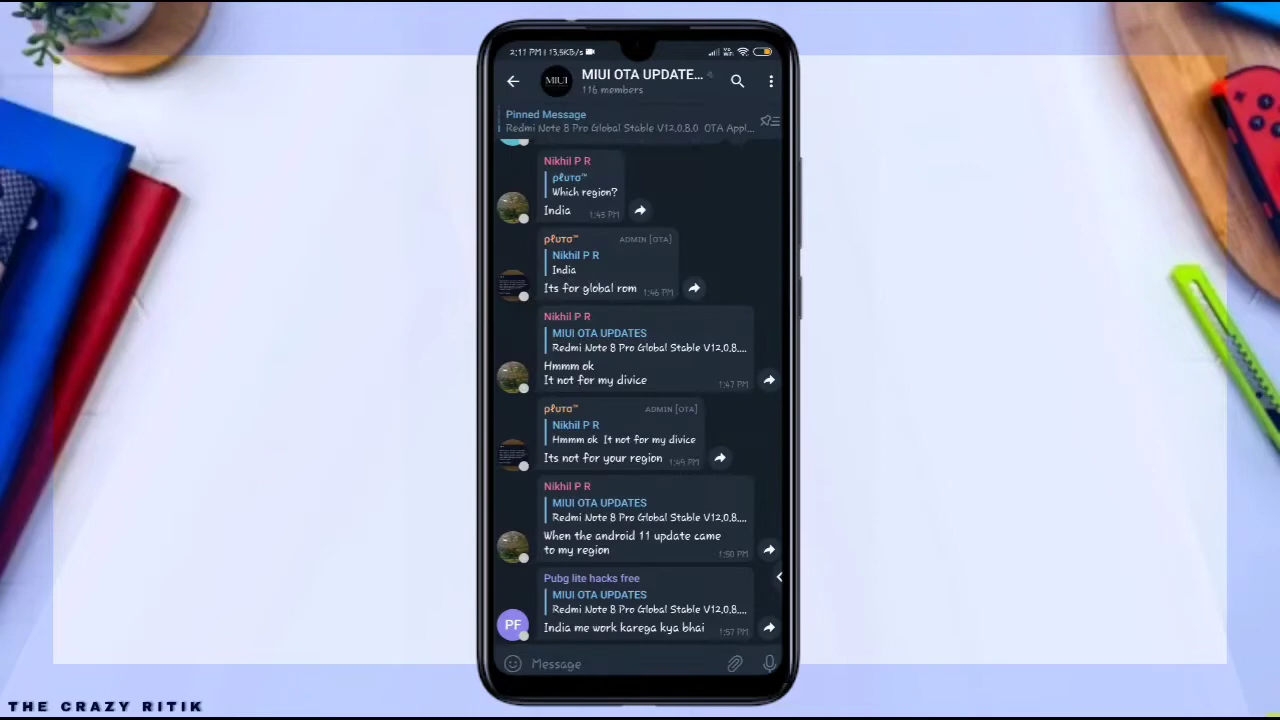 2:11 PM | 13.5KB/s
MIUI
MIUI OTA UPDATE...
116 members
Pinned Message
Redmi Note 8 Pro Global Stable V12.0.8.0 OTA Appl...
Nikhil P R
ρℓυтσ™
Which region?
India 1:45 PM
ρℓυтσ™ ADMIN [OTA]
Nikhil P R
India
Its for global rom 1:46 PM
Nikhil P R
MIUI OTA UPDATES
Redmi Note 8 Pro Global Stable V12.0.8....
Hmmm ok
It not for my divice 1:47 PM
ρℓυтσ™ ADMIN [OTA]
Nikhil P R
Hmmm ok It not for my divice
Its not for your region 1:49 PM
Nikhil P R
MIUI OTA UPDATES
Redmi Note 8 Pro Global Stable V12.0.8....
When the android 11 update came
to my region 1:50 PM
Pubg lite hacks free
MIUI OTA UPDATES
Redmi Note 8 Pro Global Stable V12.0.8....
PF
India me work karega kya bhai 1:57 PM
Message
THE CRAZY RITIK